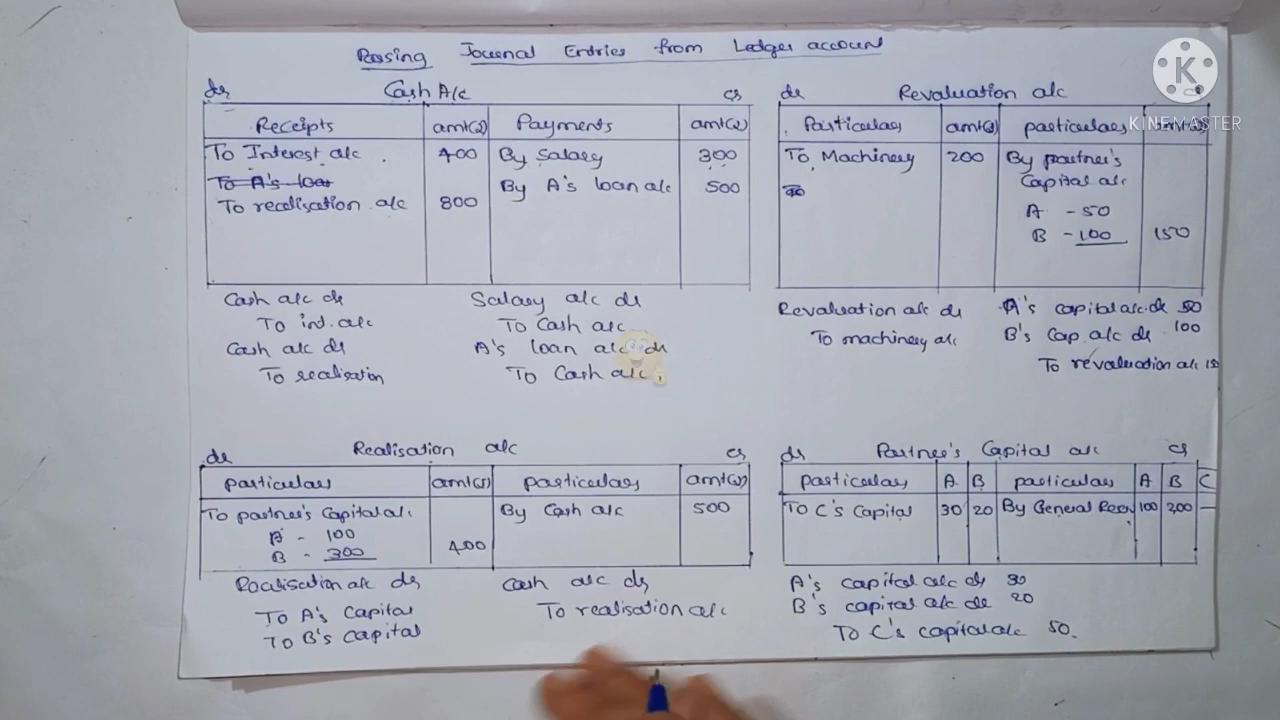 Passing Journal Entries from Ledger account
dr Cash A/c cr
Receipts amt(₹) Payments amt(₹)
To Interest a/c 400 By Salary 300
To A's loan By A's loan a/c 500
To realisation a/c 800
Cash a/c dr Salary a/c dr
To int. a/c To Cash a/c
Cash a/c dr A's loan a/c dr
To realisation To Cash a/c
dr Revaluation a/c
K
KINEMASTER
Particulars amt(₹) particulars
To Machinery 200 By partner's
Capital a/c
A - 50
B - 100 150
Revaluation a/c dr A's capital a/c dr 50
To machinery a/c B's Cap. a/c dr 100
To revaluation a/c 15
dr Realisation a/c cr
particulars amt(₹) particulars amt(₹)
To partner's Capital a/c By Cash a/c 500
A - 100
B - 300 400
Realisation a/c dr Cash a/c dr
To A's Capital To realisation a/c
To B's Capital
dr Partner's Capital a/c cr
particulars A B particulars A B C
To C's Capital 30 20 By General Reserv 100 200 —
A's capital a/c dr 30
B's capital a/c dr 20
To C's capital a/c 50.